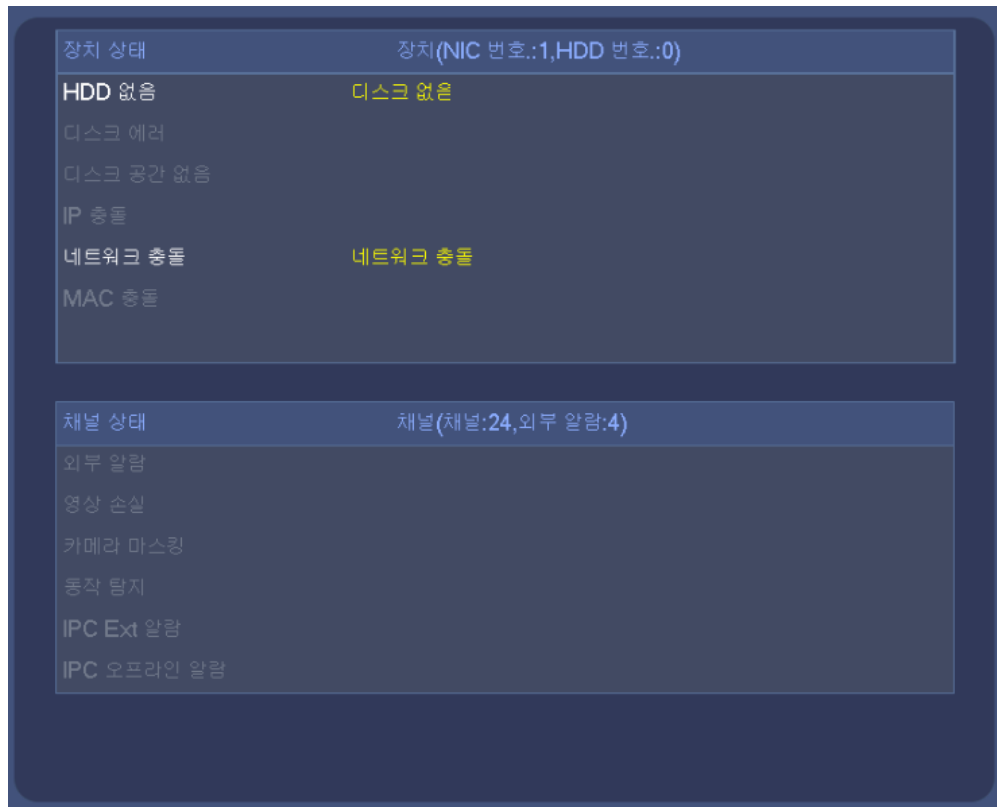 장치 상태 장치(NIC 번호.:1,HDD 번호.:0)
HDD 없음 디스크 없음
디스크 에러
디스크 공간 없음
IP 충돌
네트워크 충돌 네트워크 충돌
MAC 충돌
채널 상태 채널(채널:24,외부 알람:4)
외부 알람
영상 손실
카메라 마스킹
동작 탐지
IPC Ext 알람
IPC 오프라인 알람